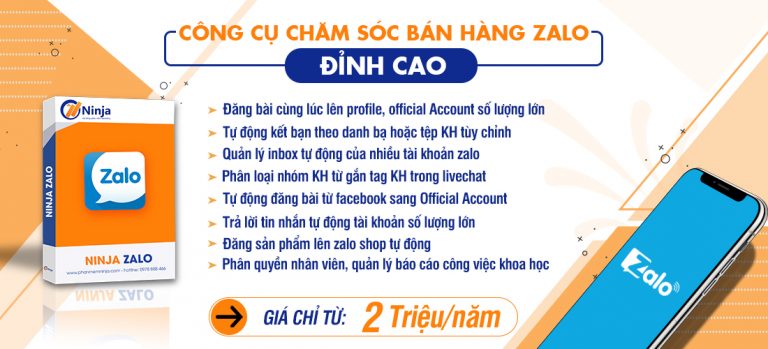 CÔNG CỤ CHĂM SÓC BÁN HÀNG ZALO
ĐỈNH CAO
Ninja
Zalo
NINJA ZALO
NINJA ZALO
➤ Đăng bài cùng lúc lên profile, official Account số lượng lớn
➤ Tự động kết bạn theo danh bạ hoặc tệp KH tùy chỉnh
➤ Quản lý inbox tự động của nhiều tài khoản zalo
➤ Phân loại nhóm KH từ gắn tag KH trong livechat
➤ Tự động đăng bài từ facebook sang Official Account
➤ Trả lời tin nhắn tự động tài khoản số lượng lớn
➤ Đăng sản phẩm lên zalo shop tự động
➤ Phân quyền nhân viên, quản lý báo cáo công việc khoa học
GIÁ CHỈ TỪ: 2 Triệu/năm
Zalo